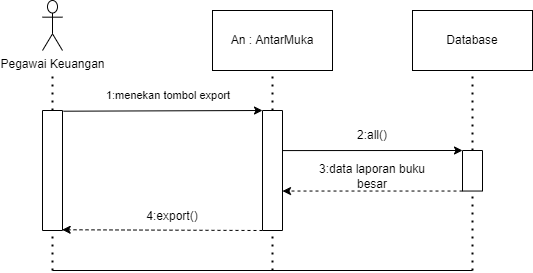 An : AntarMuka
Database
Pegawai Keuangan
1:menekan tombol export
2:all()
3:data laporan buku
besar
4:export()